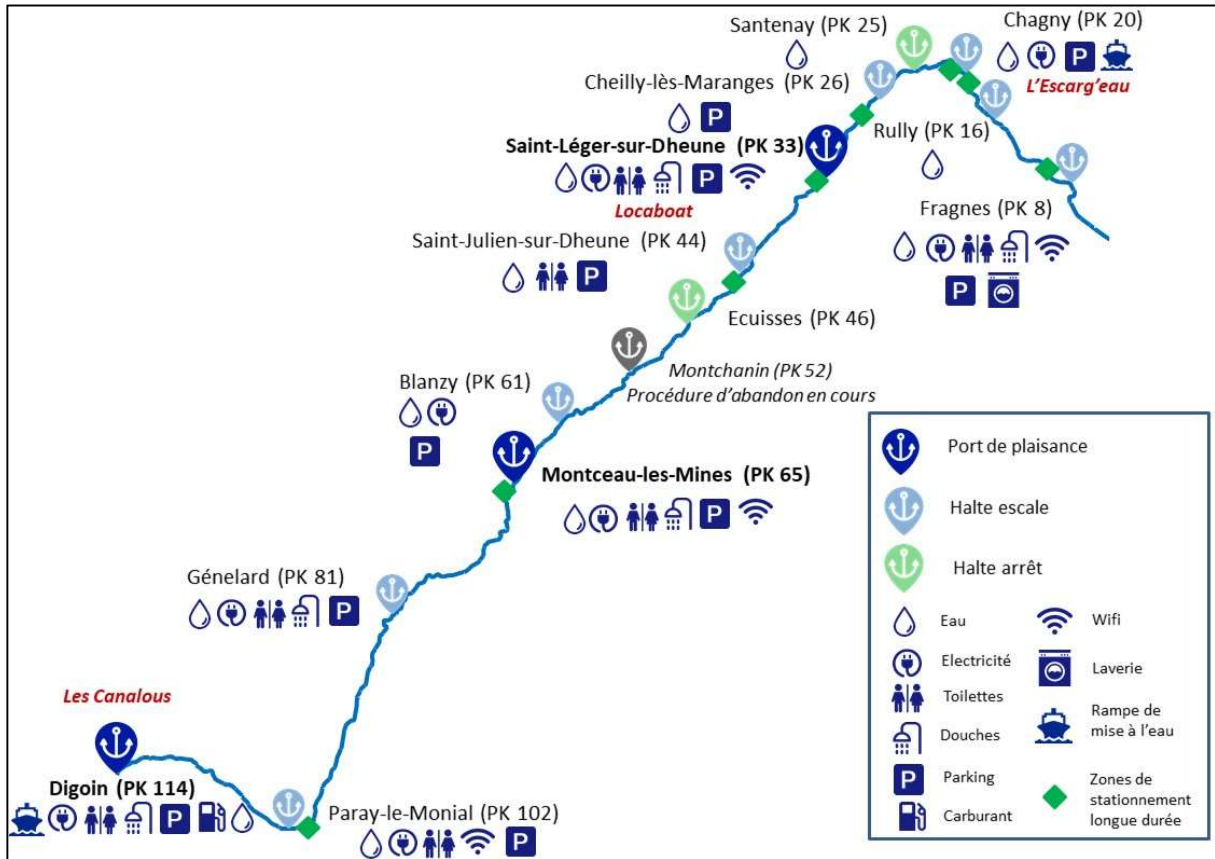 Santenay (PK 25)
Chagny (PK 20)
P
L'Escarg'eau
Cheilly-lès-Maranges (PK 26)
P
Rully (PK 16)
Saint-Léger-sur-Dheune (PK 33)
P
Locaboat
Fragnes (PK 8)
P
Saint-Julien-sur-Dheune (PK 44)
P
Ecuisses (PK 46)
Montchanin (PK 52)
Procédure d'abandon en cours
Blanzy (PK 61)
P
Montceau-les-Mines (PK 65)
P
Génelard (PK 81)
P
Les Canalous
Digoin (PK 114)
P
Paray-le-Monial (PK 102)
P
Port de plaisance
Halte escale
Halte arrêt
Eau
Wifi
Electricité
Laverie
Toilettes
Douches
Rampe de
mise à l'eau
P
Parking
Carburant
Zones de
stationnement
longue durée